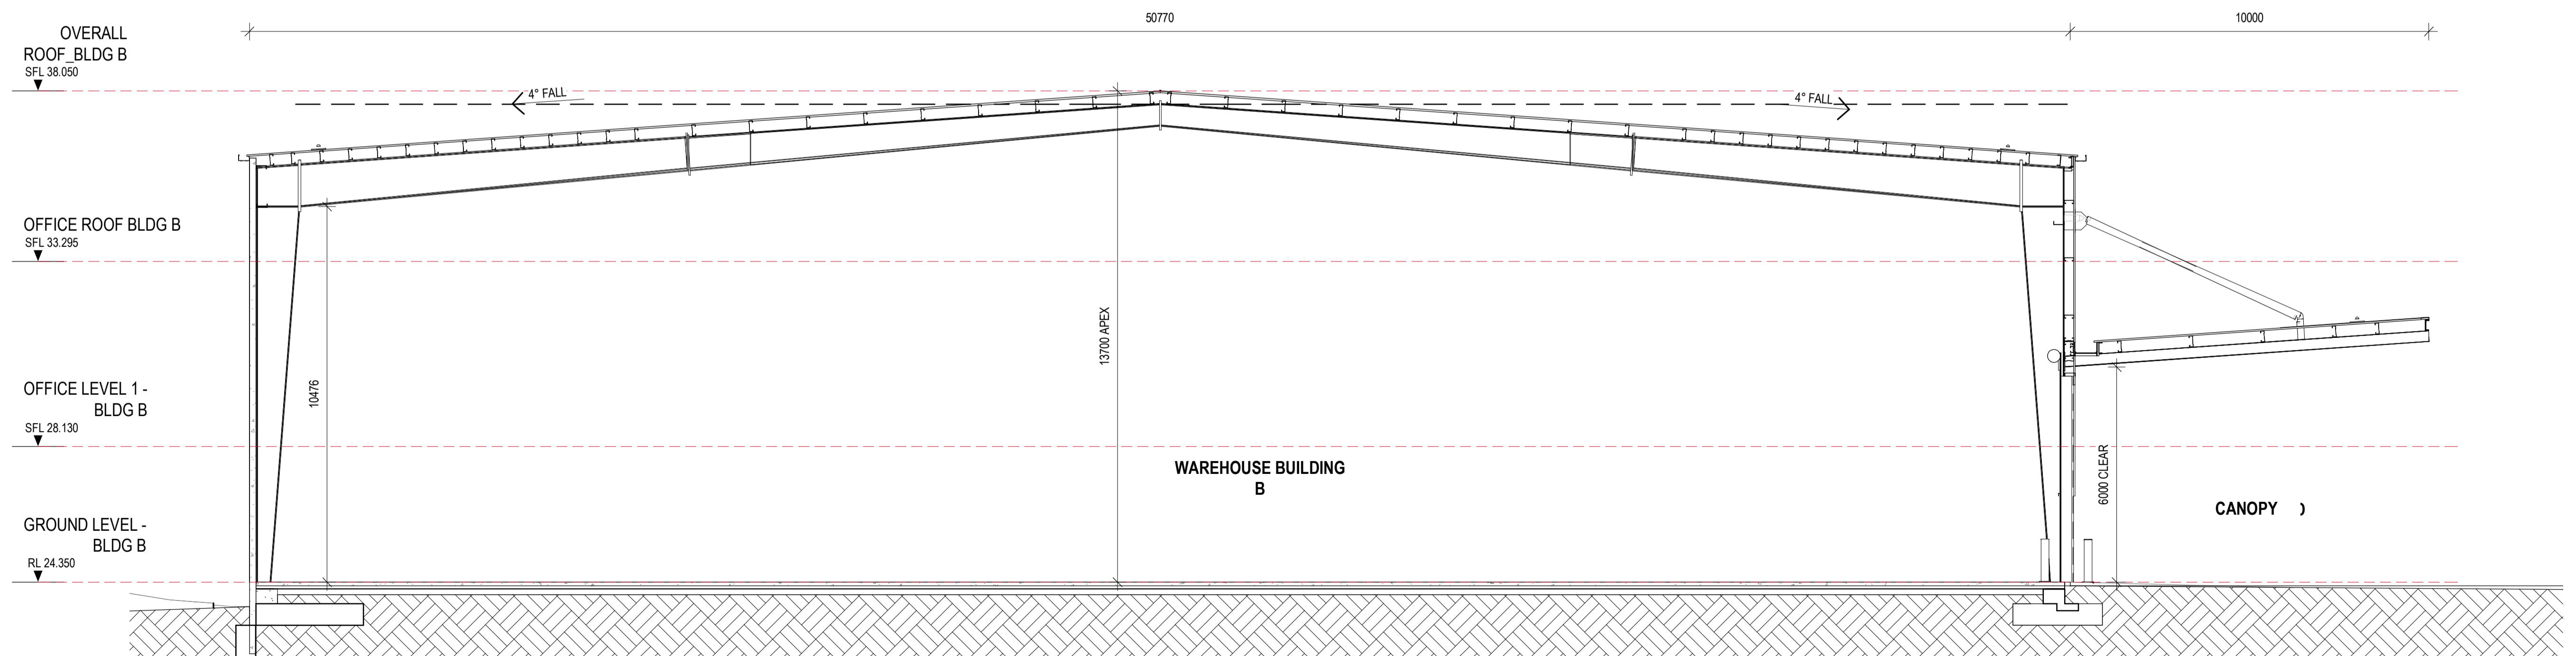 50770
10000
OVERALL
ROOF_BLDG B
SFL 38.050
4° FALL
4° FALL
OFFICE ROOF BLDG B
SFL 33.295
13700 APEX
10476
OFFICE LEVEL 1 -
BLDG B
SFL 28.130
6000 CLEAR
WAREHOUSE BUILDING
B
CANOPY
GROUND LEVEL -
BLDG B
RL 24.350